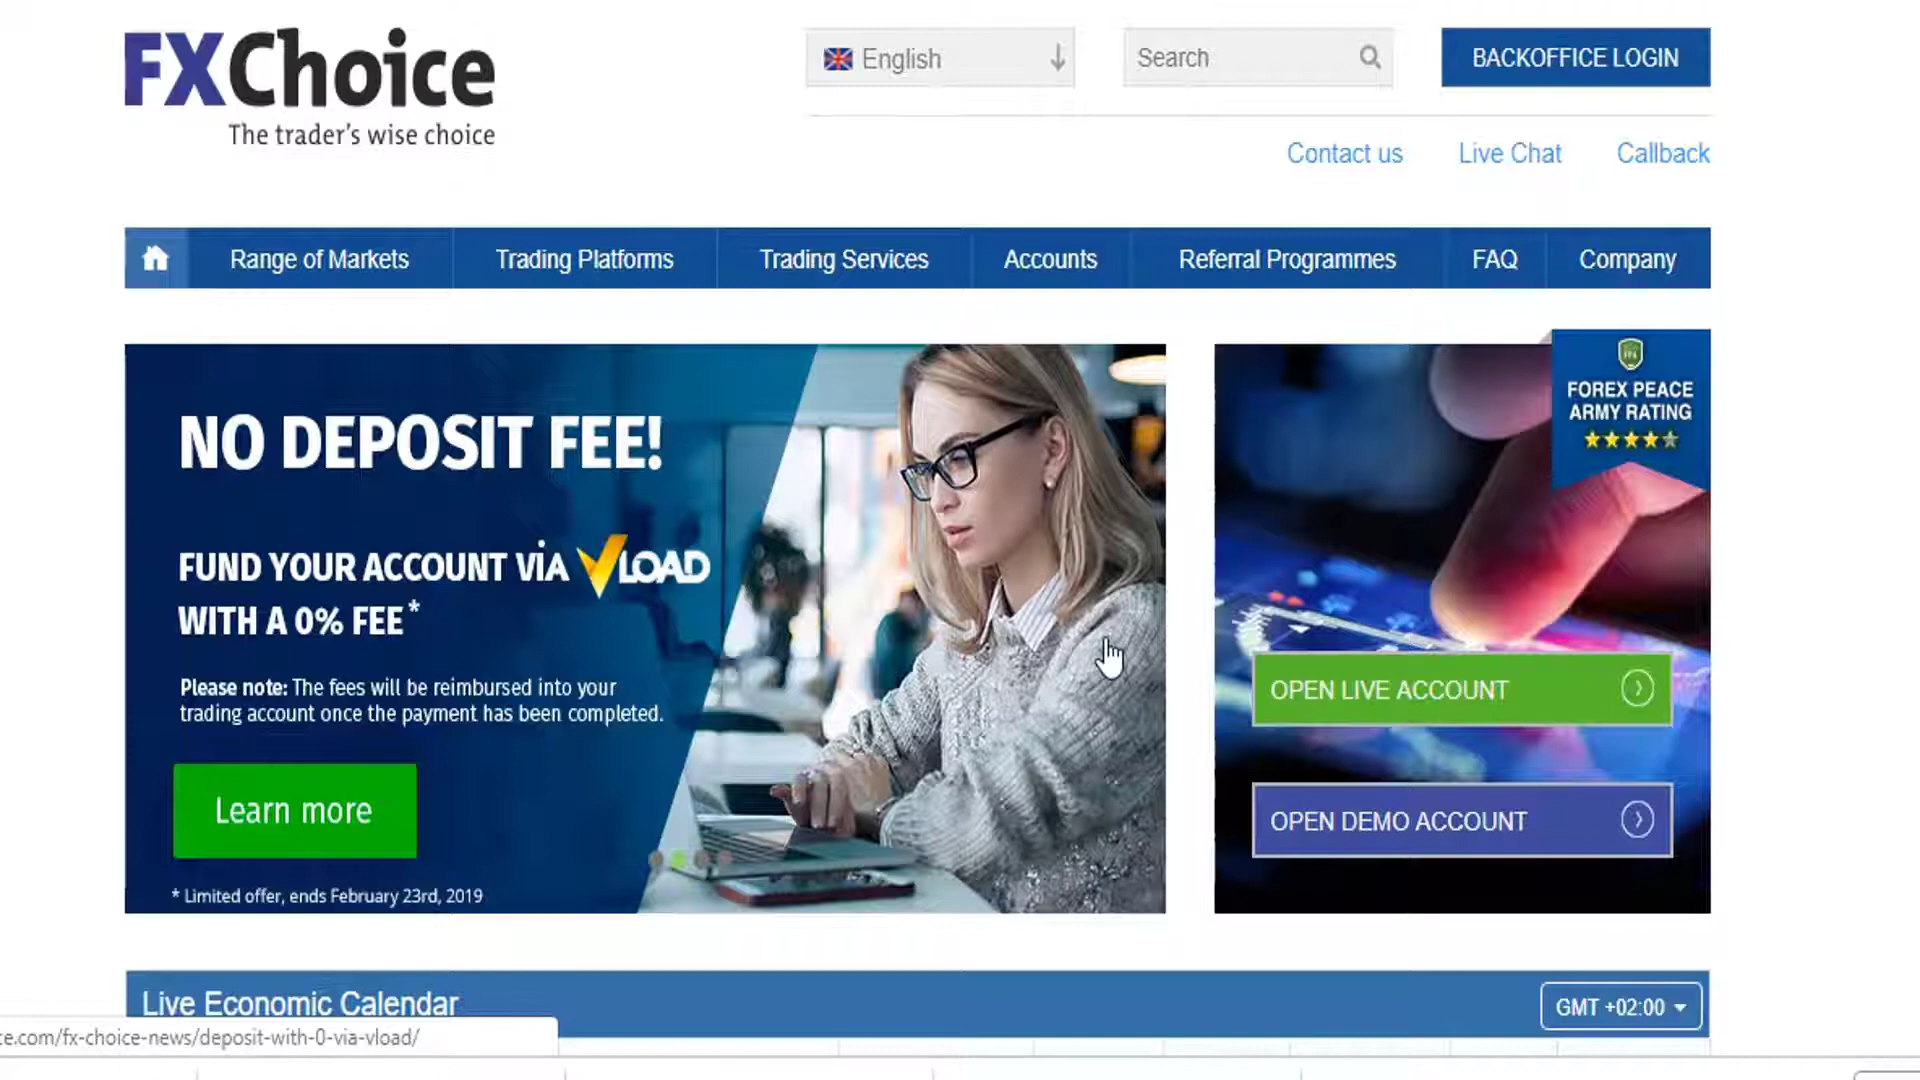 FXChoice
The trader's wise choice
English
Search
BACKOFFICE LOGIN
Contact us
Live Chat
Callback
Range of Markets
Trading Platforms
Trading Services
Accounts
Referral Programmes
FAQ
Company
NO DEPOSIT FEE!
FUND YOUR ACCOUNT VIA VLOAD
WITH A 0% FEE*
Please note: The fees will be reimbursed into your
trading account once the payment has been completed.
Learn more
* Limited offer, ends February 23rd, 2019
FOREX PEACE
ARMY RATING
OPEN LIVE ACCOUNT
OPEN DEMO ACCOUNT
Live Economic Calendar
GMT +02:00
ce.com/fx-choice-news/deposit-with-0-via-vload/